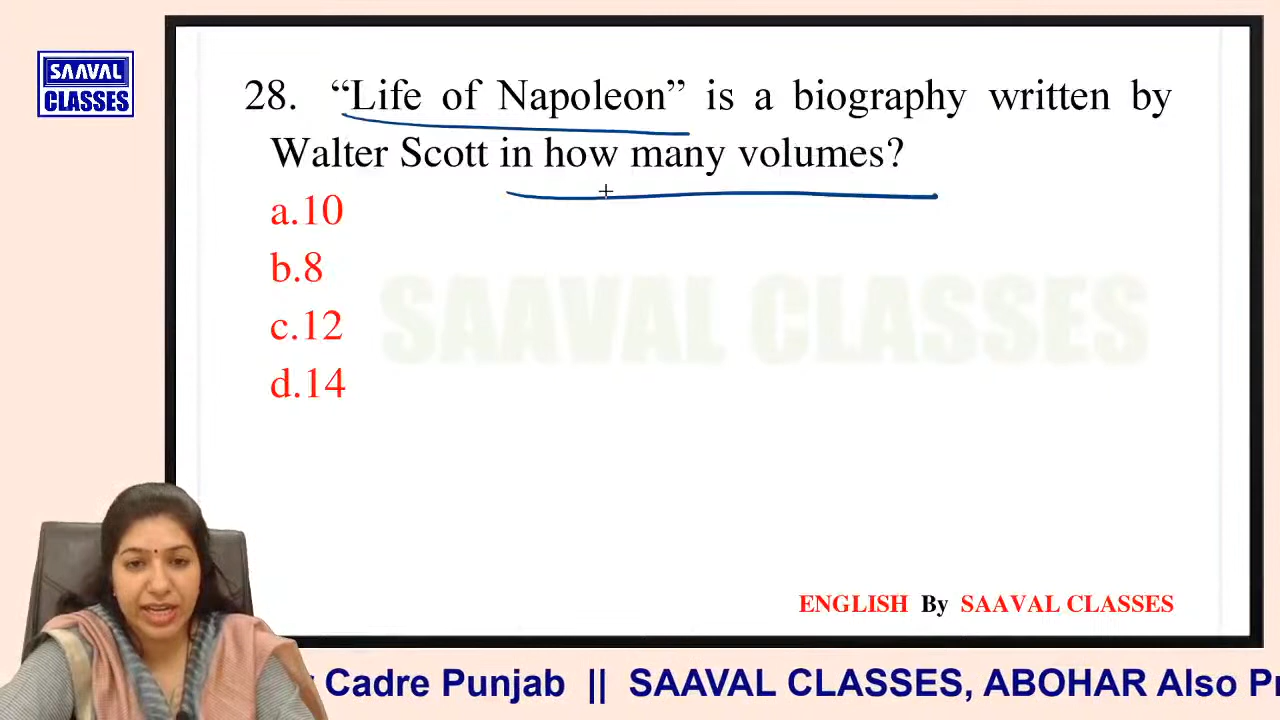 SAAVAL
CLASSES
28. “Life of Napoleon” is a biography written by
Walter Scott in how many volumes?
a.10
b.8
c.12
d.14
SAAVAL CLASSES
ENGLISH By SAAVAL CLASSES
Cadre Punjab || SAAVAL CLASSES, ABOHAR Also